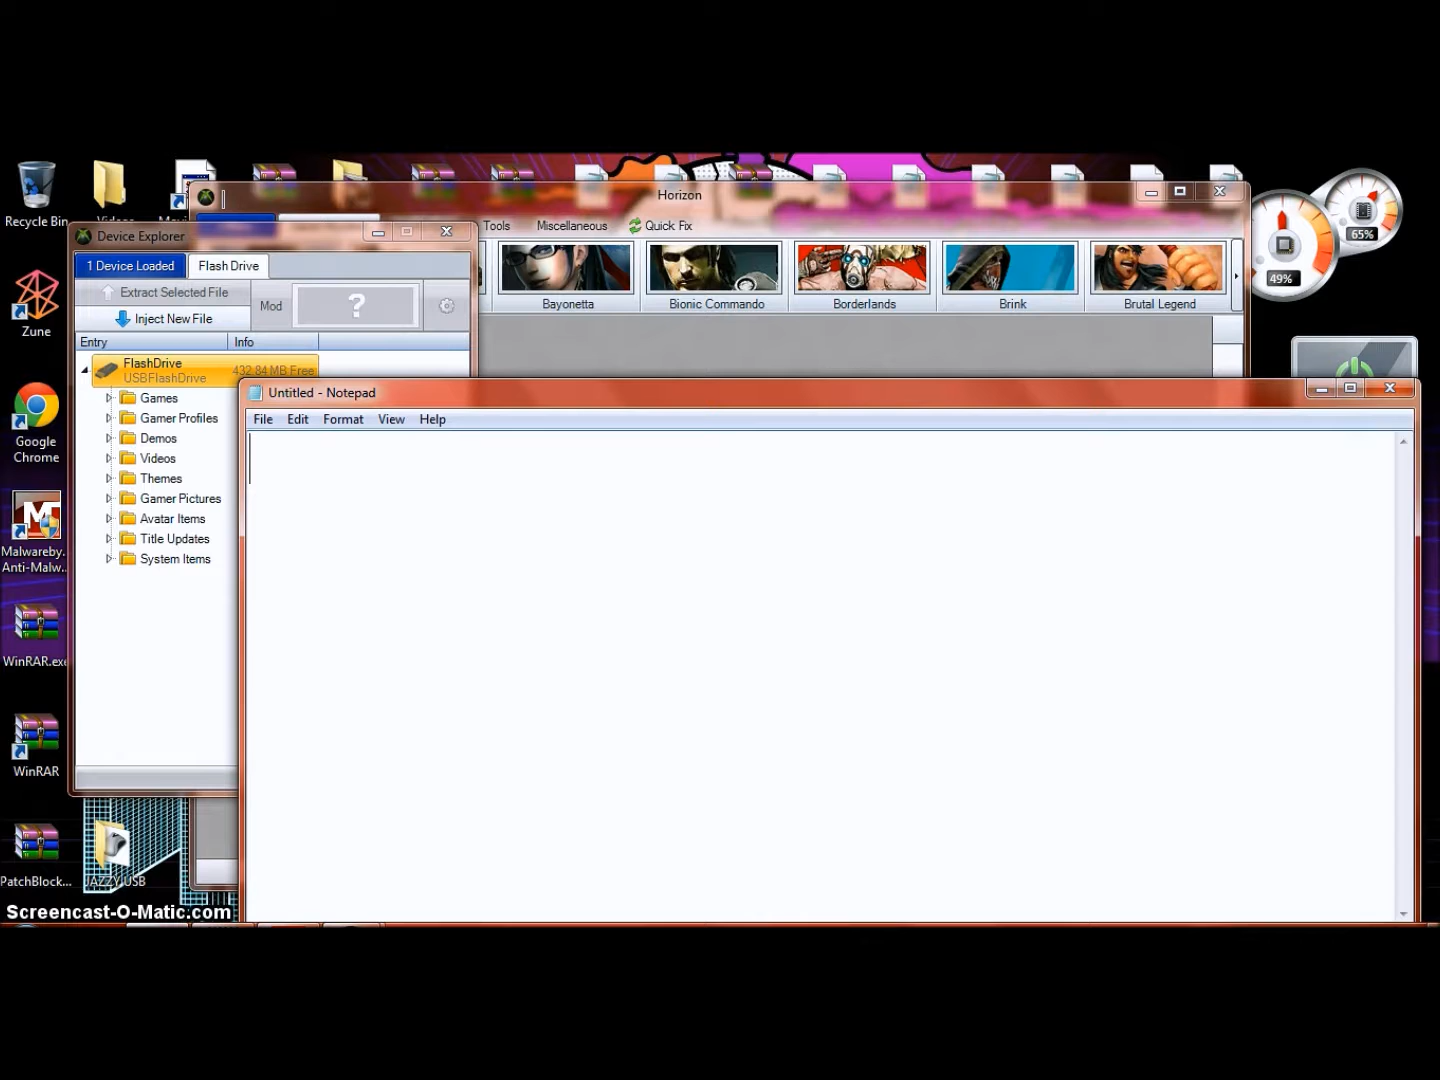 Recycle Bin
Horizon
Tools
Miscellaneous
Quick Fix
Device Explorer
1 Device Loaded
Flash Drive
Extract Selected File
Inject New File
Mod
?
Bayonetta
Bionic Commando
Borderlands
Brink
Brutal Legend
65%
49%
Entry
Info
FlashDrive
USBFlashDrive
432.84 MB Free
Games
Gamer Profiles
Demos
Videos
Themes
Gamer Pictures
Avatar Items
Title Updates
System Items
Untitled - Notepad
File
Edit
Format
View
Help
Zune
Google
Chrome
Malwareby...
Anti-Malw...
WinRAR.exe
WinRAR
PatchBlock...
JAZZY USB
Screencast-O-Matic.com